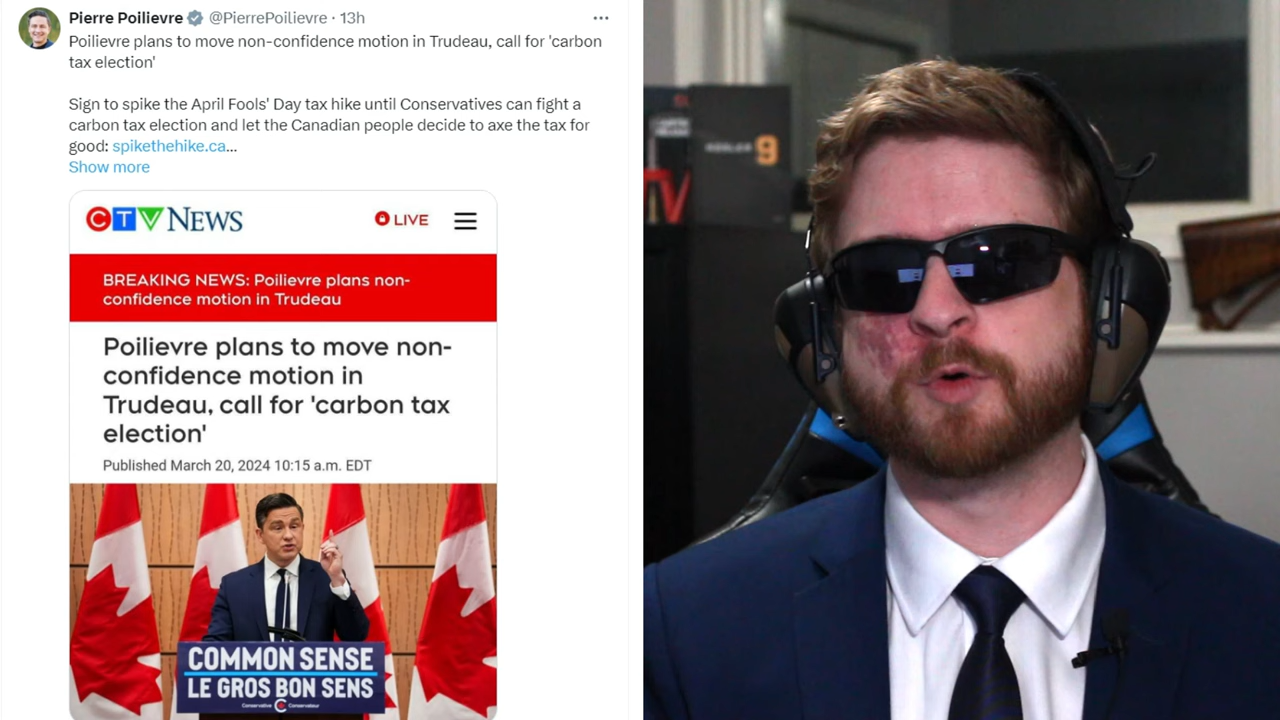 Pierre Poilievre @PierrePoilievre · 13h
Poilievre plans to move non-confidence motion in Trudeau, call for 'carbon
tax election'
Sign to spike the April Fools' Day tax hike until Conservatives can fight a
carbon tax election and let the Canadian people decide to axe the tax for
good: spikethehike.ca...
Show more
CTV NEWS
LIVE
BREAKING NEWS: Poilievre plans non-
confidence motion in Trudeau
Poilievre plans to move non-
confidence motion in
Trudeau, call for 'carbon tax
election'
Published March 20, 2024 10:15 a.m. EDT
COMMON SENSE
LE GROS BON SENS
Conservative Conservateur
9
TV